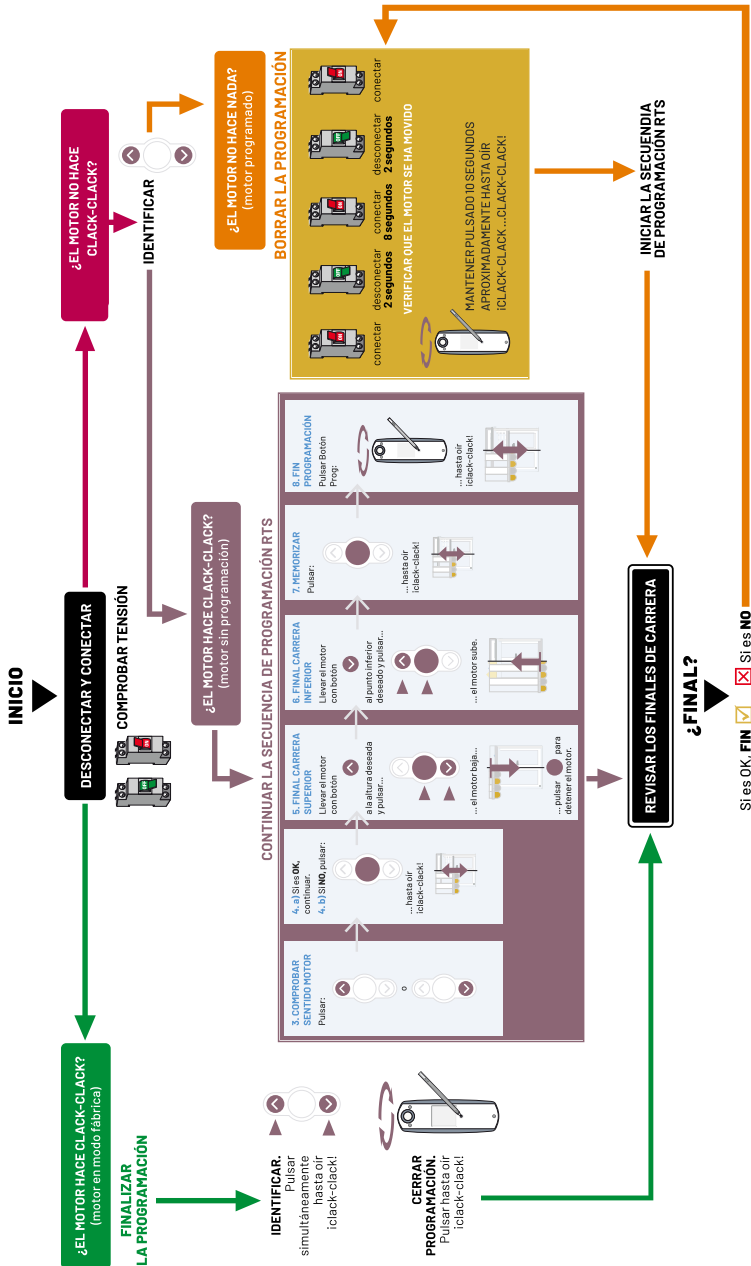 INICIO
DESCONECTAR Y CONECTAR
COMPROBAR TENSIÓN
OFF
ON
¿EL MOTOR HACE CLACK-CLACK?
(motor en modo fábrica)
FINALIZAR
LA PROGRAMACIÓN
IDENTIFICAR.
Pulsar
simultáneamente
hasta oír
¡clack-clack!
CERRAR
PROGRAMACIÓN.
Pulsar hasta oír
¡clack-clack!
¿EL MOTOR NO HACE
CLACK-CLACK?
IDENTIFICAR
¿EL MOTOR HACE CLACK-CLACK?
(motor sin programación)
CONTINUAR LA SECUENCIA DE PROGRAMACIÓN RTS
3. COMPROBAR
SENTIDO MOTOR
Pulsar:
o
4. a) Si es OK,
continuar.
4. b) Si NO, pulsar:
... hasta oír
¡clack-clack!
5. FINAL CARRERA
SUPERIOR
Llevar el motor
con botón
a la altura deseada
y pulsar...
... el motor baja...
... pulsar para
detener el motor.
6. FINAL CARRERA
INFERIOR
Llevar el motor
con botón
al punto inferior
deseado y pulsar...
... el motor sube.
7. MEMORIZAR
Pulsar:
... hasta oír
¡clack-clack!
8. FIN
PROGRAMACIÓN
Pulsar Botón
Prog:
... hasta oír
¡clack-clack!
¿EL MOTOR NO HACE NADA?
(motor programado)
BORRAR LA PROGRAMACIÓN
ON
OFF
ON
OFF
ON
conectar
desconectar
2 segundos
conectar
8 segundos
desconectar
2 segundos
conectar
VERIFICAR QUE EL MOTOR SE HA MOVIDO
MANTENER PULSADO 10 SEGUNDOS
APROXIMADAMENTE HASTA OÍR
¡CLACK-CLACK...CLACK-CLACK!
INICIAR LA SECUENCIA
DE PROGRAMACIÓN RTS
REVISAR LOS FINALES DE CARRERA
¿FINAL?
Si es OK, FIN
Si es NO